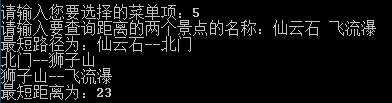 请输入您要选择的菜单项：5
请输入要查询距离的两个景点的名称：仙云石 飞流瀑
最短路径为：仙云石--北门
北门--狮子山
狮子山--飞流瀑
最短距离为：23